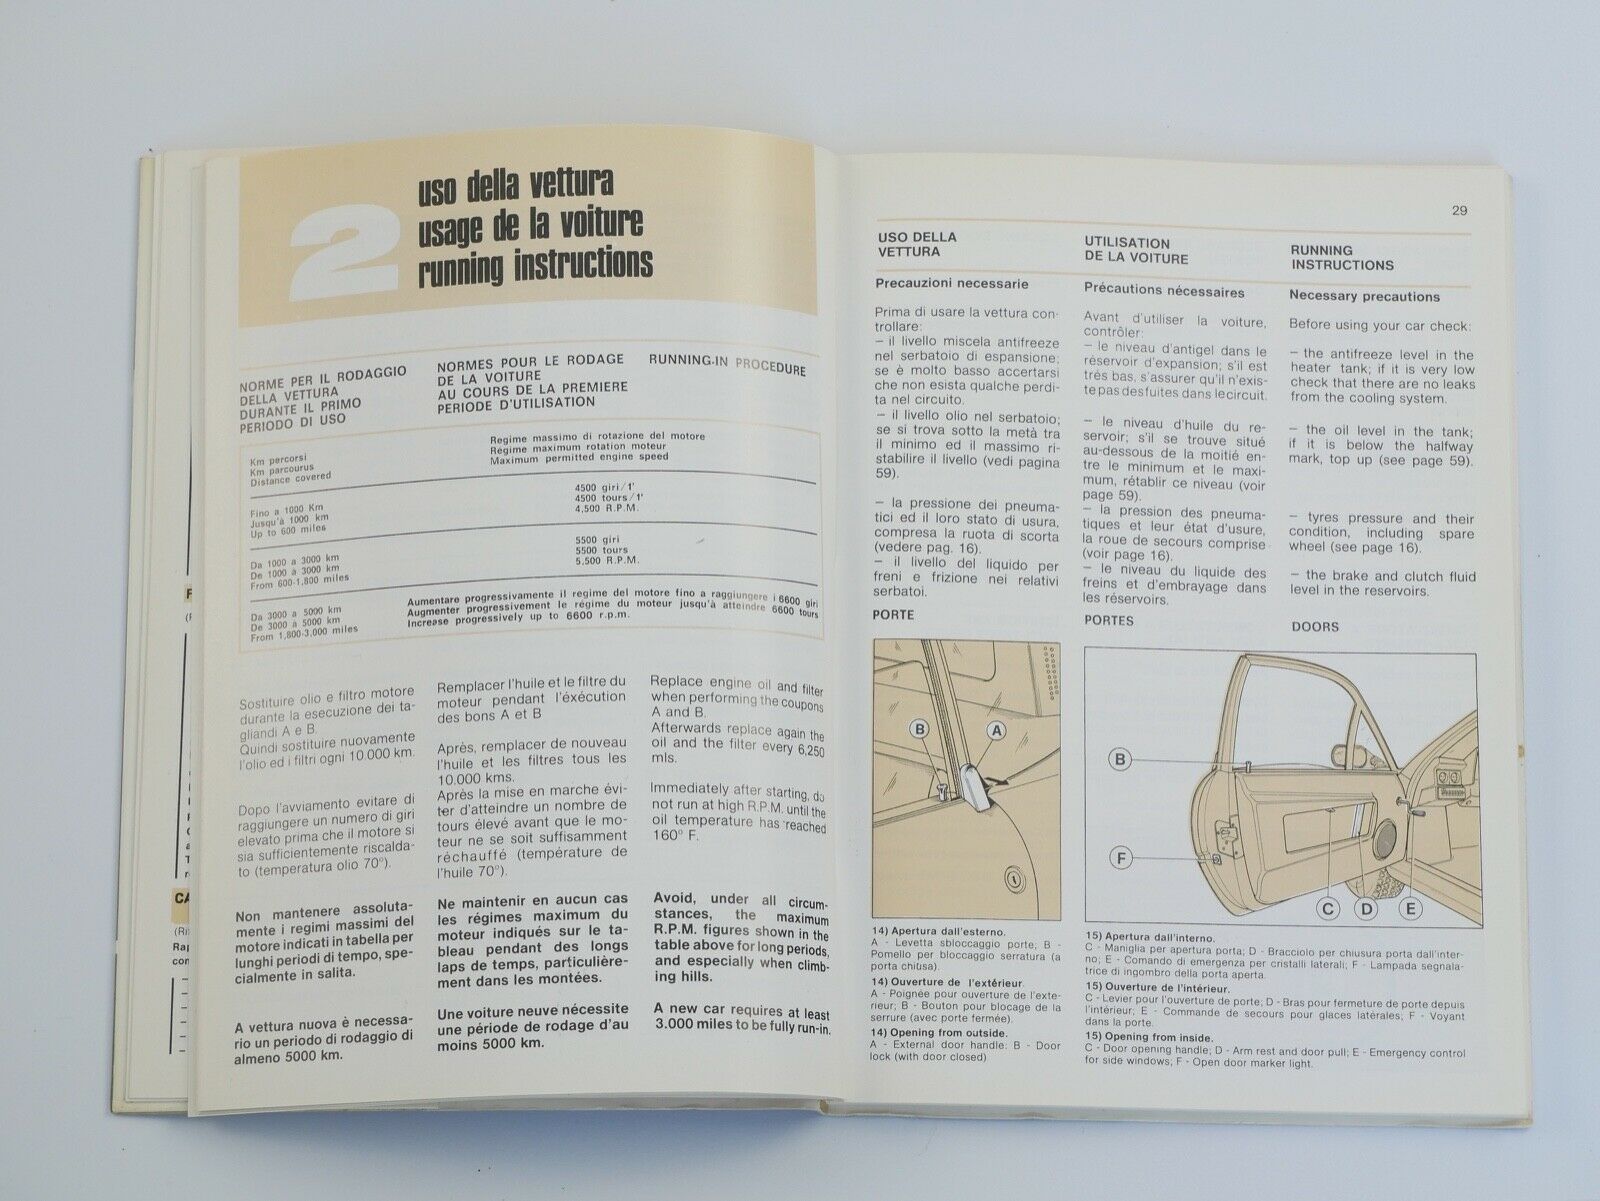 2
uso della vettura
usage de la voiture
running instructions
NORME PER IL RODAGGIO
DELLA VETTURA
DURANTE IL PRIMO
PERIODO DI USO
NORMES POUR LE RODAGE
DE LA VOITURE
AU COURS DE LA PREMIERE
PERIODE D'UTILISATION
RUNNING-IN PROCEDURE
Km percorsi
Km parcourus
Distance covered
Regime massimo di rotazione del motore
Régime maximum rotation moteur
Maximum permitted engine speed
Fino a 1000 Km
Jusqu'à 1000 km
Up to 600 miles
4500 giri/1'
4500 tours/1'
4,500 R.P.M.
Da 1000 a 3000 km
De 1000 à 3000 km
From 600-1,800 miles
5500 giri
5500 tours
5.500 R.P.M.
Da 3000 a 5000 km
De 3000 à 5000 km
From 1,800-3,000 miles
Aumentare progressivamente il regime del motore fino a raggiungere i 6600 giri
Augmenter progressivement le régime du moteur jusqu'à atteindre 6600 tours
Increase progressively up to 6600 r.p.m.
Sostituire olio e filtro motore
durante la esecuzione dei ta-
gliandi A e B.
Quindi sostituire nuovamente
l'olio ed i filtri ogni 10.000 km.
Dopo l'avviamento evitare di
raggiungere un numero di giri
elevato prima che il motore si
sia sufficientemente riscalda-
to (temperatura olio 70°).
Non mantenere assoluta-
mente i regimi massimi del
motore indicati in tabella per
lunghi periodi di tempo, spe-
cialmente in salita.
A vettura nuova è necessa-
rio un periodo di rodaggio di
almeno 5000 km.
Remplacer l'huile et le filtre du
moteur pendant l'éxécution
des bons A et B
Après, remplacer de nouveau
l'huile et les filtres tous les
10.000 kms.
Après la mise en marche évi-
ter d'atteindre un nombre de
tours élevé avant que le mo-
teur ne se soit suffisamment
réchauffé (température de
l'huile 70°).
Ne maintenir en aucun cas
les régimes maximum du
moteur indiqués sur le ta-
bleau pendant des longs
laps de temps, particulière-
ment dans les montées.
Une voiture neuve nécessite
une période de rodage d'au
moins 5000 km.
Replace engine oil and filter
when performing the coupons
A and B.
Afterwards replace again the
oil and the filter every 6,250
mls.
Immediately after starting, do
not run at high R.P.M. until the
oil temperature has reached
160° F.
Avoid, under all circum-
stances, the maximum
R.P.M. figures shown in the
table above for long periods,
and especially when climb-
ing hills.
A new car requires at least
3.000 miles to be fully run-in.
29
USO DELLA
VETTURA
Precauzioni necessarie
Prima di usare la vettura con-
trollare:
– il livello miscela antifreeze
nel serbatoio di espansione;
se è molto basso accertarsi
che non esista qualche perdi-
ta nel circuito.
– il livello olio nel serbatoio;
se si trova sotto la metà tra
il minimo ed il massimo ri-
stabilire il livello (vedi pagina
59).
– la pressione dei pneuma-
tici ed il loro stato di usura,
compresa la ruota di scorta
(vedere pag. 16).
– il livello del liquido per
freni e frizione nei relativi
serbatoi.
PORTE
UTILISATION
DE LA VOITURE
Précautions nécessaires
Avant d'utiliser la voiture,
contrôler:
– le niveau d'antigel dans le
réservoir d'expansion; s'il est
trés bas, s'assurer qu'il n'exis-
te pas des fuites dans le circuit.
– le niveau d'huile du re-
servoir; s'il se trouve situé
au-dessous de la moitié en-
tre le minimum et le maxi-
mum, rétablir ce niveau (voir
page 59).
– la pression des pneuma-
tiques et leur état d'usure,
la roue de secours comprise
(voir page 16).
– le niveau du liquide des
freins et d'embrayage dans
les réservoirs.
PORTES
RUNNING
INSTRUCTIONS
Necessary precautions
Before using your car check:
– the antifreeze level in the
heater tank; if it is very low
check that there are no leaks
from the cooling system.
– the oil level in the tank;
if it is below the halfway
mark, top up (see page 59).
– tyres pressure and their
condition, including spare
wheel (see page 16).
– the brake and clutch fluid
level in the reservoirs.
DOORS
B
A
B
F
C
D
E
14) Apertura dall'esterno.
A - Levetta sbloccaggio porte; B -
Pomello per bloccaggio serratura (a
porta chiusa).
14) Ouverture de l'extérieur.
A - Poignée pour ouverture de l'exte-
rieur; B - Bouton pour blocage de la
serrure (avec porte fermée).
14) Opening from outside.
A - External door handle: B - Door
lock (with door closed)
15) Apertura dall'interno.
C - Maniglia per apertura porta; D - Bracciolo per chiusura porta dall'inter-
no; E - Comando di emergenza per cristalli laterali; F - Lampada segnala-
trice di ingombro della porta aperta.
15) Ouverture de l'intérieur.
C - Levier pour l'ouverture de porte; D - Bras pour fermeture de porte depuis
l'intérieur; E - Commande de secours pour glaces latérales; F - Voyant
dans la porte.
15) Opening from inside.
C - Door opening handle; D - Arm rest and door pull; E - Emergency control
for side windows; F - Open door marker light.